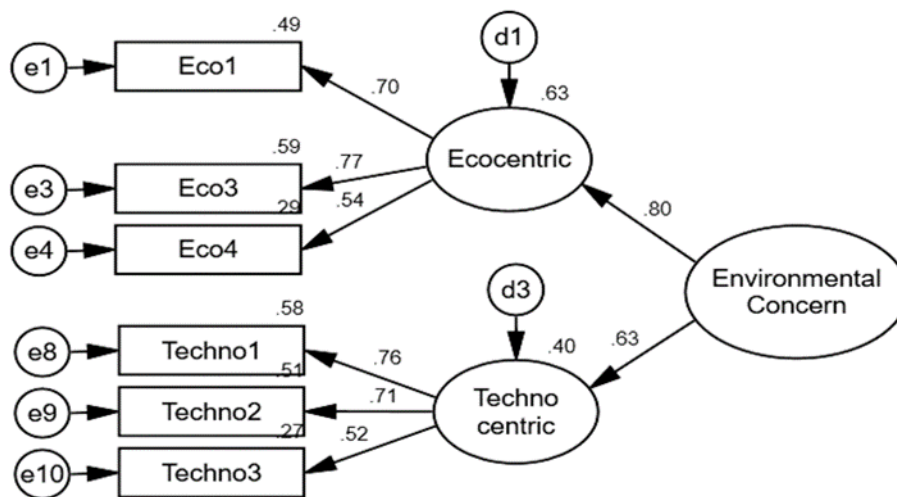 .49
d1
e1
Eco1
.70
.63
Ecocentric
.59
.77
e3
Eco3
.29
.54
e4
Eco4
.80
Environmental
Concern
d3
.58
.40
.63
e8
Techno1
.76
.51
.71
e9
Techno2
Techno
centric
.27
.52
e10
Techno3